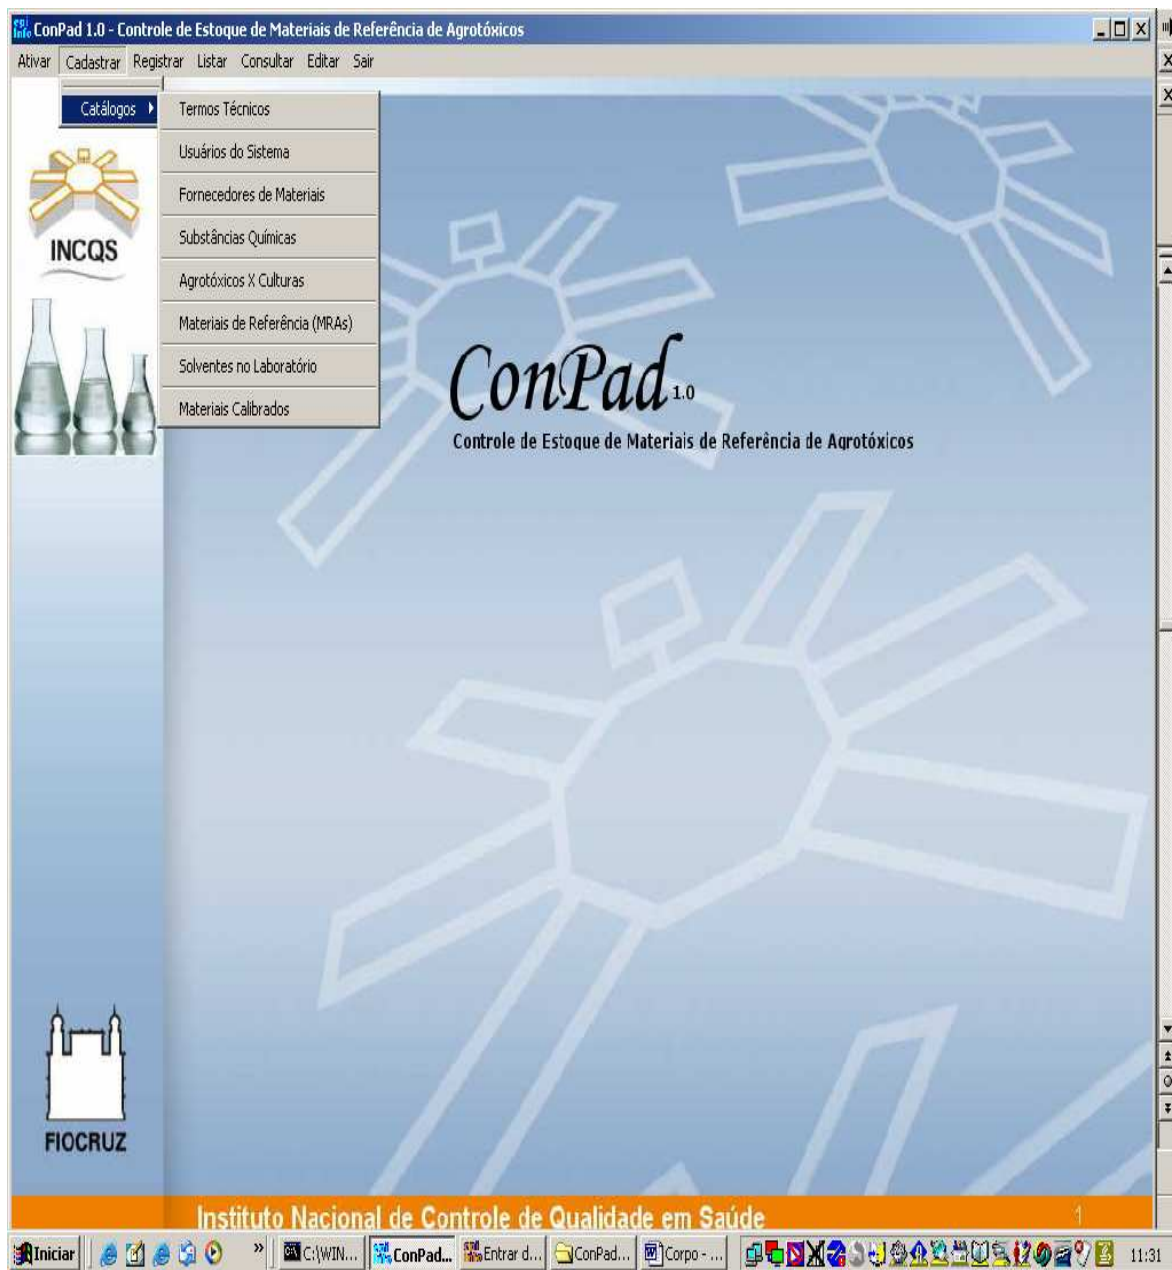 ConPad 1.0 - Controle de Estoque de Materiais de Referência de Agrotóxicos
Ativar Cadastrar Registrar Listar Consultar Editar Sair
Catálogos
Termos Técnicos
Usuários do Sistema
Fornecedores de Materiais
Substâncias Químicas
Agrotóxicos X Culturas
Materiais de Referência (MRAs)
Solventes no Laboratório
Materiais Calibrados
INCQS
ConPad 1.0
Controle de Estoque de Materiais de Referência de Agrotóxicos
FIOCRUZ
Instituto Nacional de Controle de Qualidade em Saúde 1
Iniciar » C:\WIN... ConPad... Entrar d... ConPad... Corpo - ... 11:31